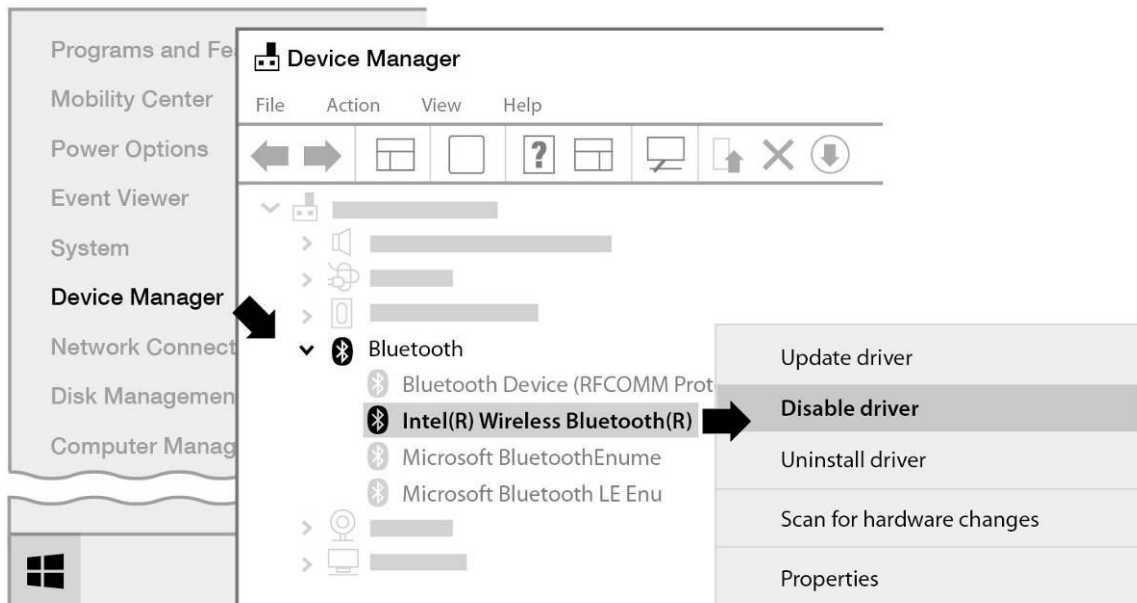 Programs and Fe
Mobility Center
Power Options
Event Viewer
System
Device Manager
Network Connect
Disk Managemen
Computer Manag
Device Manager
File Action View Help
?
Bluetooth
Bluetooth Device (RFCOMM Prot
Intel(R) Wireless Bluetooth(R)
Microsoft BluetoothEnume
Microsoft Bluetooth LE Enu
Update driver
Disable driver
Uninstall driver
Scan for hardware changes
Properties